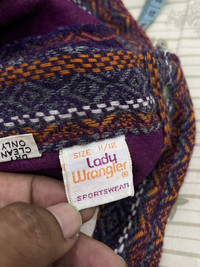 SIZE 11/12
Lady
Wrangler®
SPORTSWEAR
CLEAN
ONLY